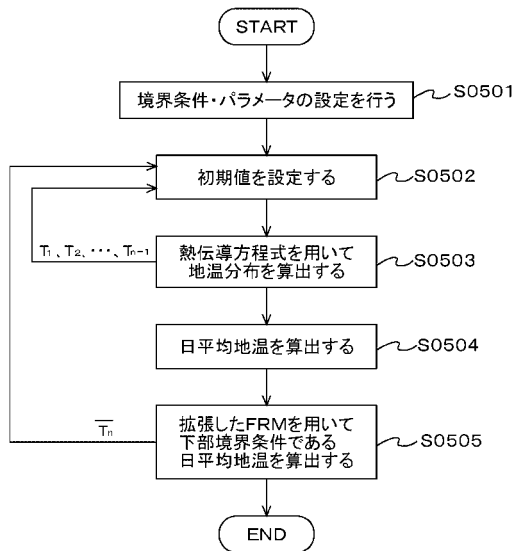 START
境界条件・パラメータの設定を行う
S0501
初期値を設定する
S0502
T1、T2、･･･、Tn-1
熱伝導方程式を用いて
地温分布を算出する
S0503
日平均地温を算出する
S0504
Tn
拡張したFRMを用いて
下部境界条件である
日平均地温を算出する
S0505
END